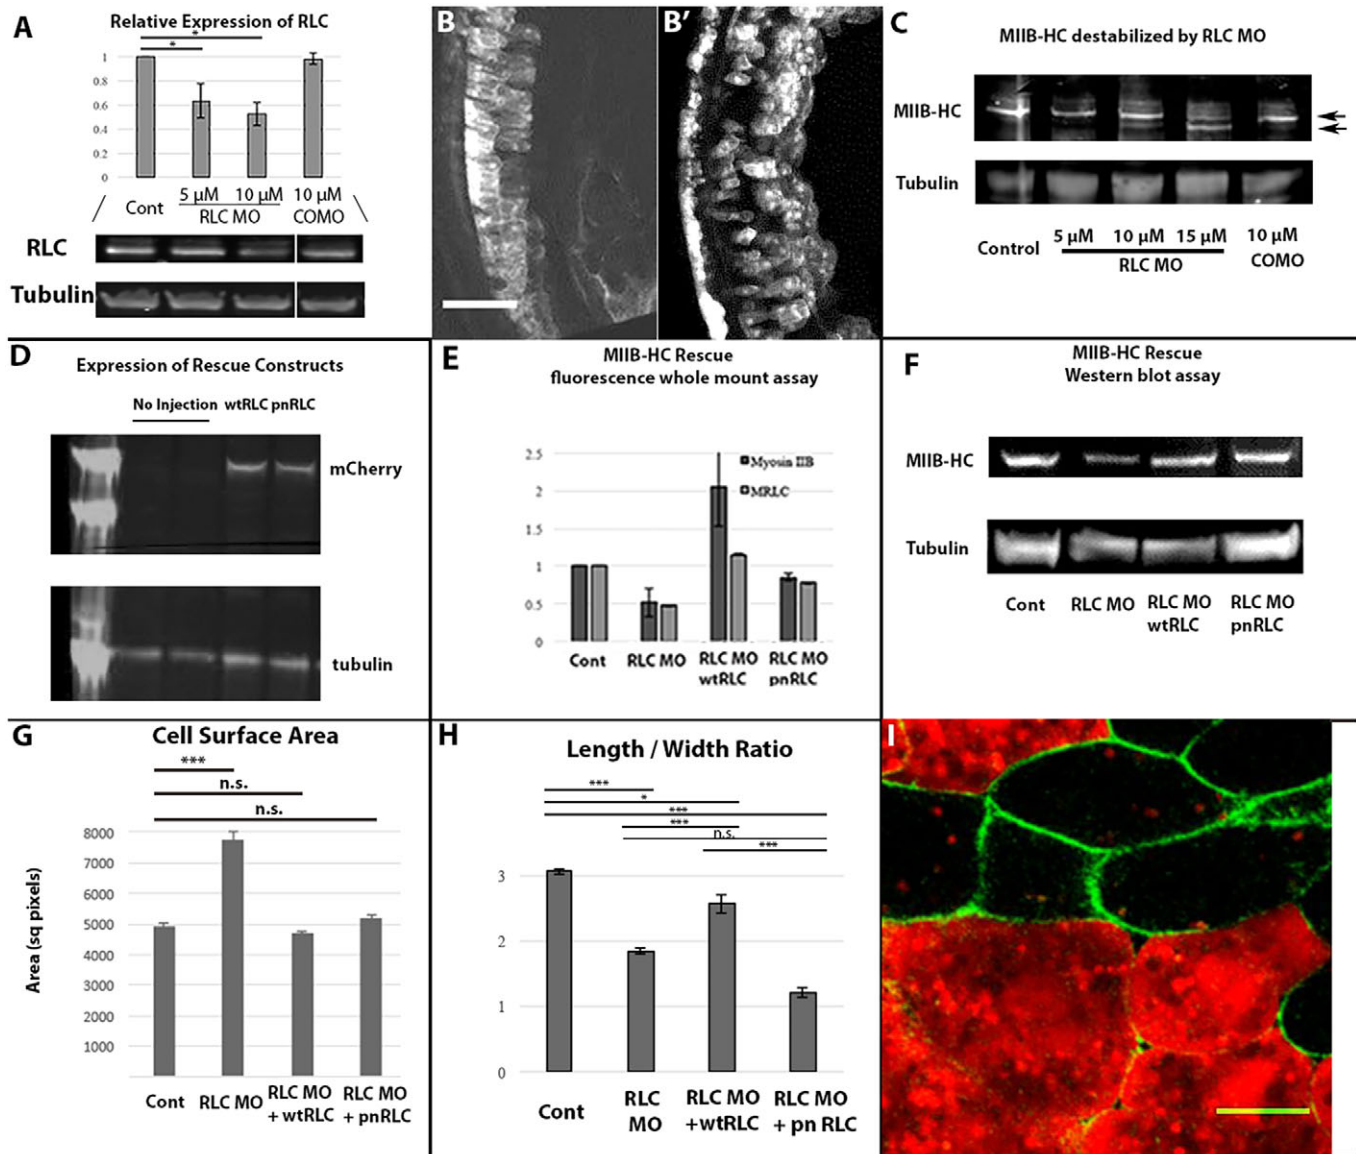 A
Relative Expression of RLC
*
*
1
0.8
0.6
0.4
0.2
0
Cont
5 µM 10 µM
RLC MO
10 µM
COMO
RLC
Tubulin
B
B’
C
MIIB-HC destabilized by RLC MO
MIIB-HC
Tubulin
Control
5 µM 10 µM 15 µM
RLC MO
10 µM
COMO
D
Expression of Rescue Constructs
No Injection wtRLC pnRLC
mCherry
tubulin
E
MIIB-HC Rescue
fluorescence whole mount assay
2.5
2
1.5
1
0.5
0
Myosin IIB
MRLC
Cont
RLC MO
RLC MO
wtRLC
RLC MO
pnRLC
F
MIIB-HC Rescue
Western blot assay
MIIB-HC
Tubulin
Cont
RLC MO
RLC MO
wtRLC
RLC MO
pnRLC
G
Cell Surface Area
***
n.s.
n.s.
Area (sq pixels)
8000
7000
6000
5000
4000
3000
2000
1000
Cont
RLC MO
RLC MO
+ wtRLC
RLC MO
+ pnRLC
H
Length / Width Ratio
***
*
***
***
n.s.
***
3
2
1
0
Cont
RLC
MO
RLC MO
+wtRLC
RLC MO
+ pn RLC
I